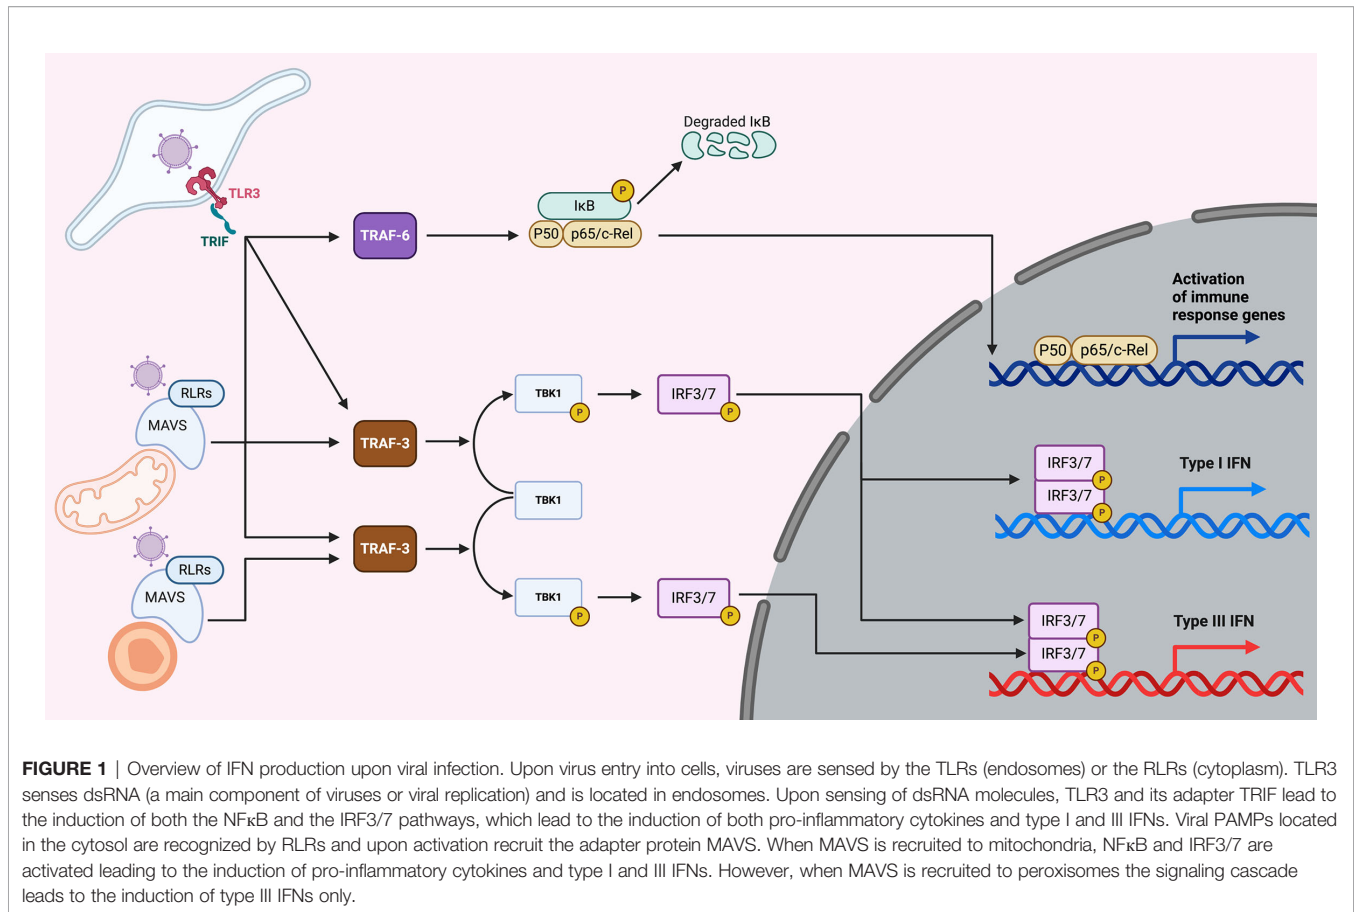 Degraded IκB
P
IκB
P50 p65/c-Rel
TLR3
TRIF
TRAF-6
Activation
of immune
response genes
P50 p65/c-Rel
RLRs
MAVS
TBK1
P
IRF3/7
P
TRAF-3
TBK1
IRF3/7
P
IRF3/7
P
Type I IFN
RLRs
MAVS
TRAF-3
TBK1
P
IRF3/7
P
IRF3/7
P
IRF3/7
P
Type III IFN
FIGURE 1 | Overview of IFN production upon viral infection. Upon virus entry into cells, viruses are sensed by the TLRs (endosomes) or the RLRs (cytoplasm). TLR3
senses dsRNA (a main component of viruses or viral replication) and is located in endosomes. Upon sensing of dsRNA molecules, TLR3 and its adapter TRIF lead to
the induction of both the NFκB and the IRF3/7 pathways, which lead to the induction of both pro-inflammatory cytokines and type I and III IFNs. Viral PAMPs located
in the cytosol are recognized by RLRs and upon activation recruit the adapter protein MAVS. When MAVS is recruited to mitochondria, NFκB and IRF3/7 are
activated leading to the induction of pro-inflammatory cytokines and type I and III IFNs. However, when MAVS is recruited to peroxisomes the signaling cascade
leads to the induction of type III IFNs only.